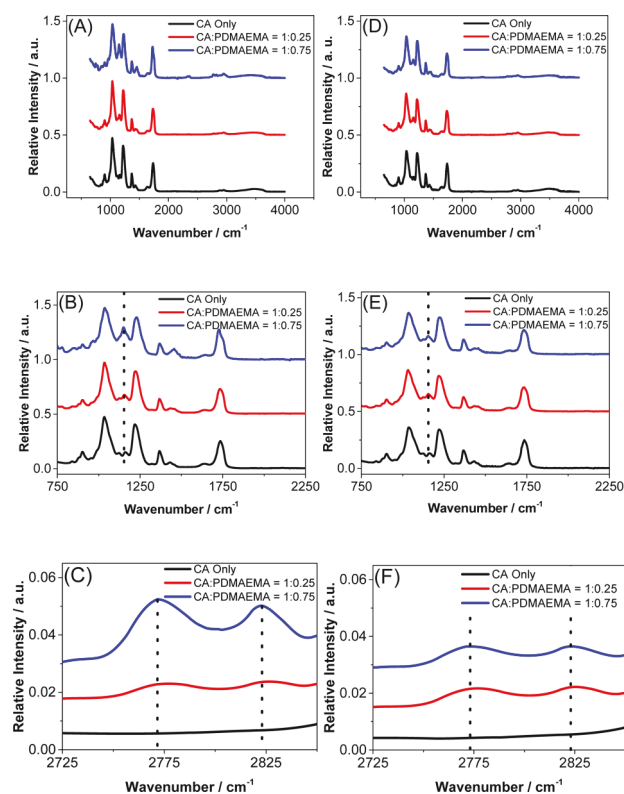 (A)
CA Only
CA:PDMAEMA = 1:0.25
CA:PDMAEMA = 1:0.75
Relative Intensity / a.u.
1.5
1.0
0.5
0.0
1000 2000 3000 4000
Wavenumber / cm-1
(D)
CA Only
CA:PDMAEMA = 1:0.25
CA:PDMAEMA = 1:0.75
Relative Intensity / a. u.
1.5
1.0
0.5
0.0
1000 2000 3000 4000
Wavenumber / cm-1
(B)
CA Only
CA:PDMAEMA = 1:0.25
CA:PDMAEMA = 1:0.75
Relative Intensity / a.u.
1.5
1.0
0.5
0.0
750 1250 1750 2250
Wavenumber / cm-1
(E)
CA Only
CA:PDMAEMA = 1:0.25
CA:PDMAEMA = 1:0.75
Relative Intensity / a.u.
1.5
1.0
0.5
0.0
750 1250 1750 2250
Wavenumber / cm-1
(C)
CA Only
CA:PDMAEMA = 1:0.25
CA:PDMAEMA = 1:0.75
Relative Intensity / a.u.
0.06
0.04
0.02
0.00
2725 2775 2825
Wavenumber / cm-1
(F)
CA Only
CA:PDMAEMA = 1:0.25
CA:PDMAEMA = 1:0.75
Relative Intensity / a.u.
0.06
0.04
0.02
0.00
2725 2775 2825
Wavenumber / cm-1